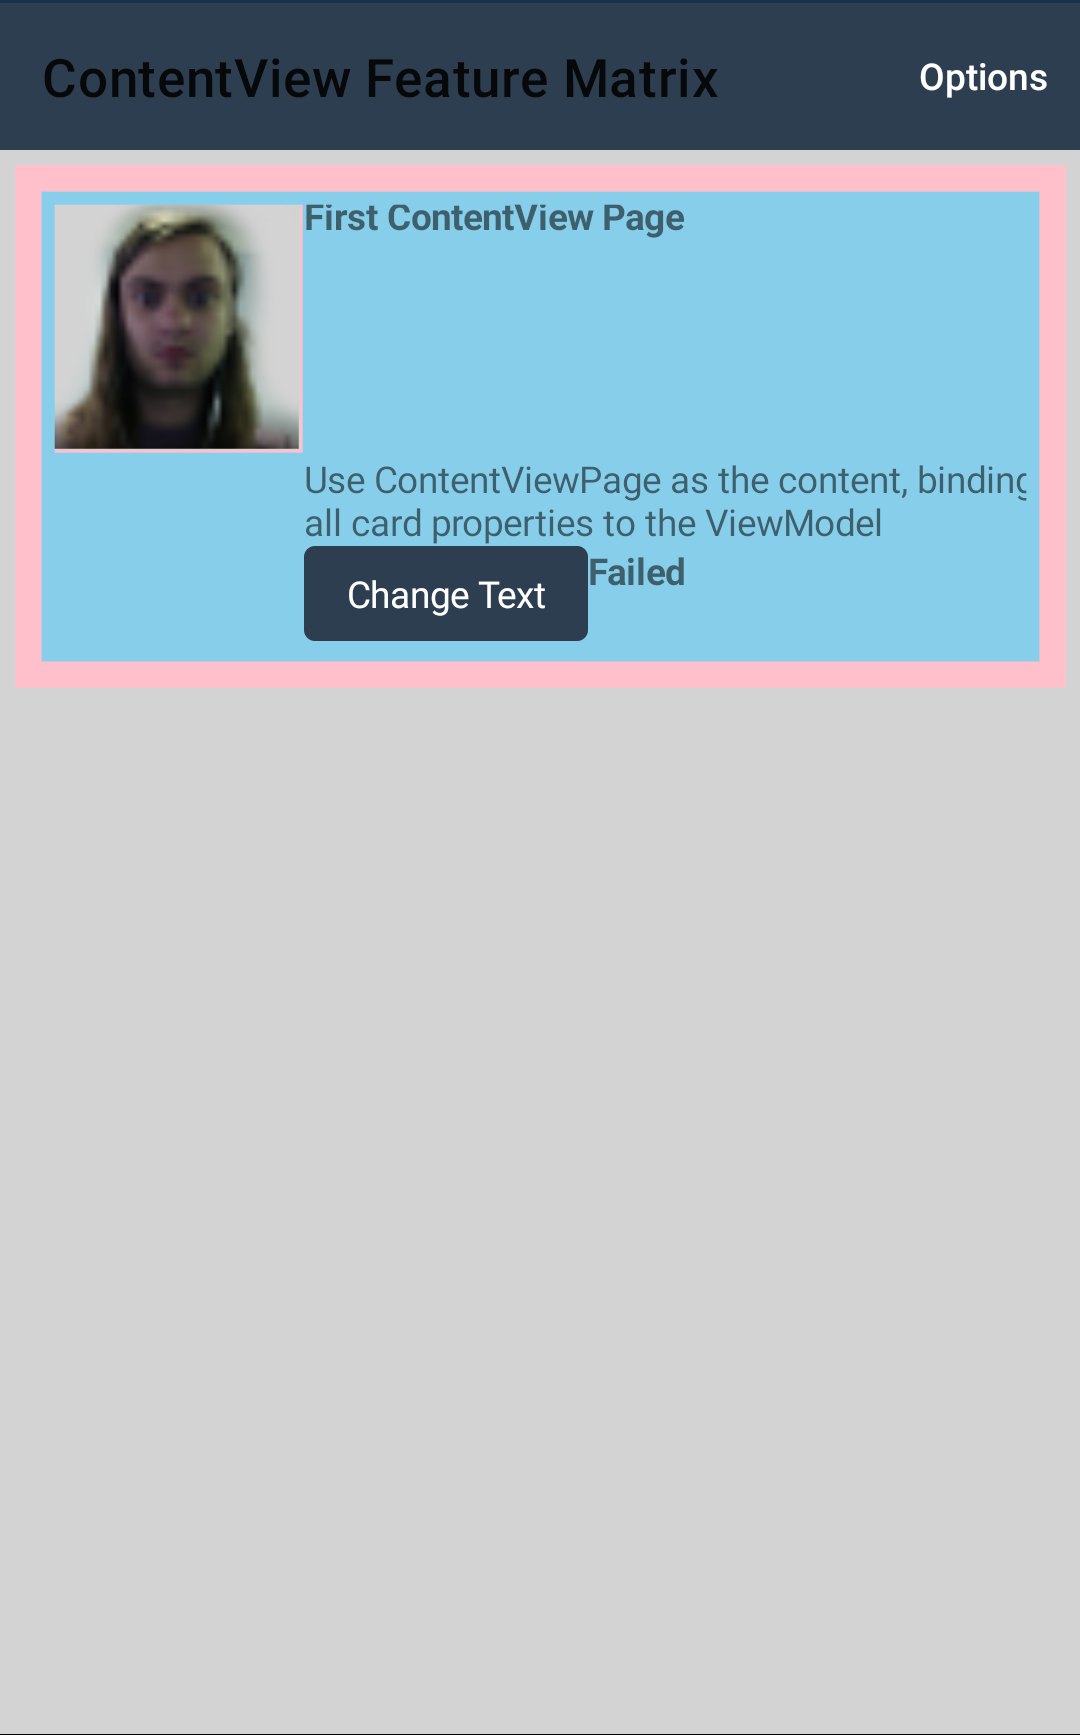 ContentView Feature Matrix
Options
First ContentView Page
Use ContentViewPage as the content, binding
all card properties to the ViewModel
Change Text
Failed